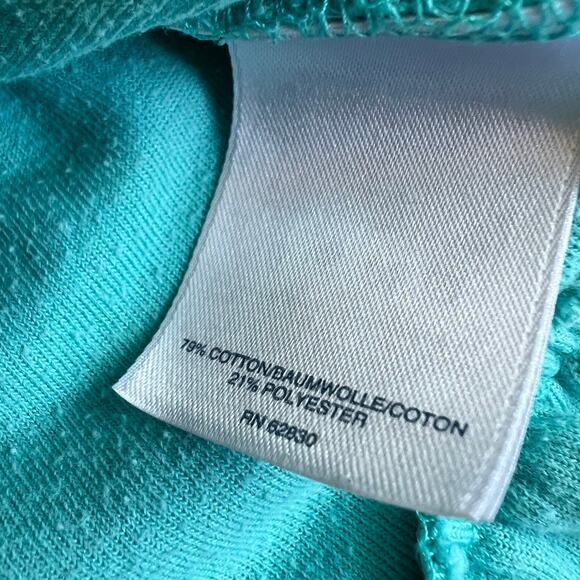 79% COTTON/BAUMWOLLE/COTON
21% POLYESTER
RN 62830